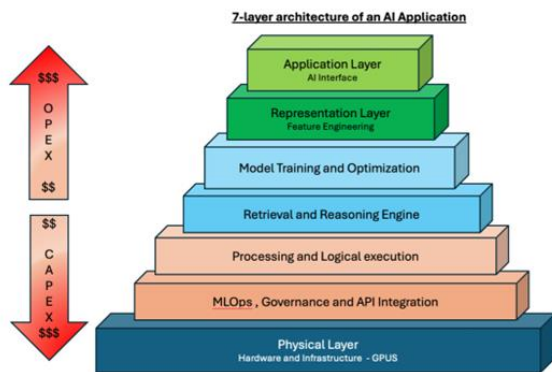 7-layer architecture of an AI Application
$$$
O
P
E
X
$$
$$
C
A
P
E
X
$$$
Application Layer
AI Interface
Representation Layer
Feature Engineering
Model Training and Optimization
Retrieval and Reasoning Engine
Processing and Logical execution
MLOps , Governance and API Integration
Physical Layer
Hardware and Infrastructure - GPUS